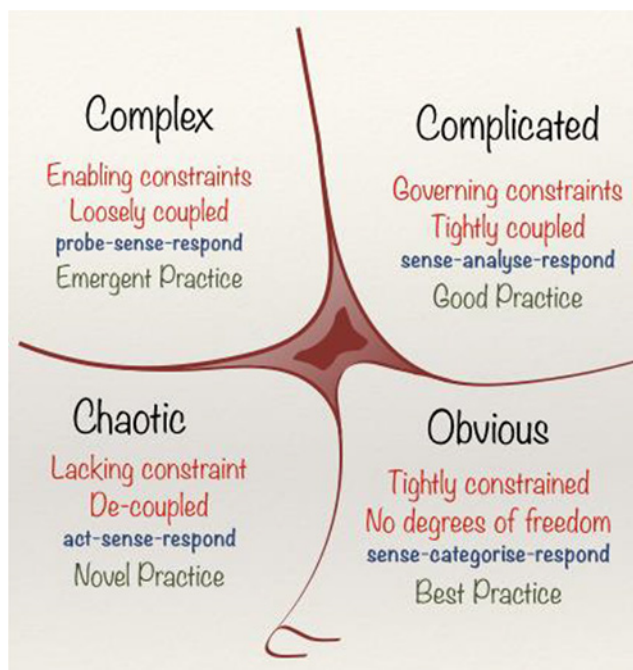 Complex
Enabling constraints
Loosely coupled
probe-sense-respond
Emergent Practice
Complicated
Governing constraints
Tightly coupled
sense-analyse-respond
Good Practice
Chaotic
Lacking constraint
De-coupled
act-sense-respond
Novel Practice
Obvious
Tightly constrained
No degrees of freedom
sense-categorise-respond
Best Practice